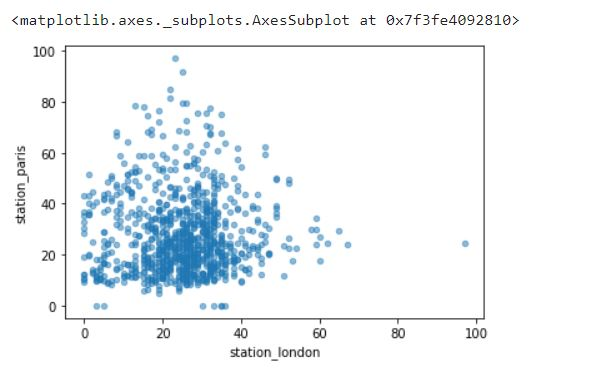 <matplotlib.axes._subplots.AxesSubplot at 0x7f3fe4092810>
100
80
60
40
20
0
station_paris
0 20 40 60 80 100
station_london